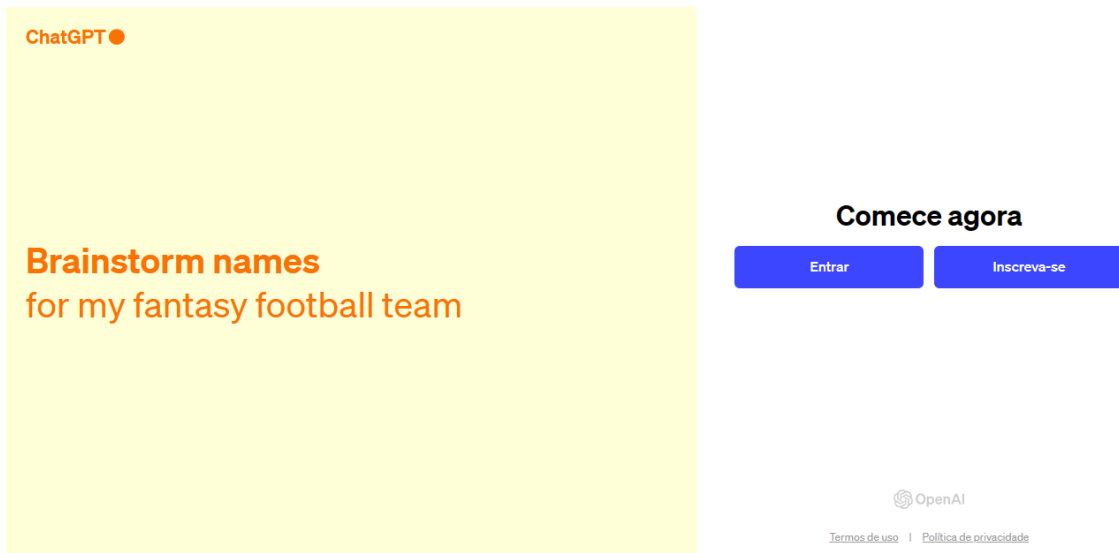 ChatGPT
Brainstorm names
for my fantasy football team
Comece agora
Entrar
Inscreva-se
OpenAI
Termos de uso | Política de privacidade